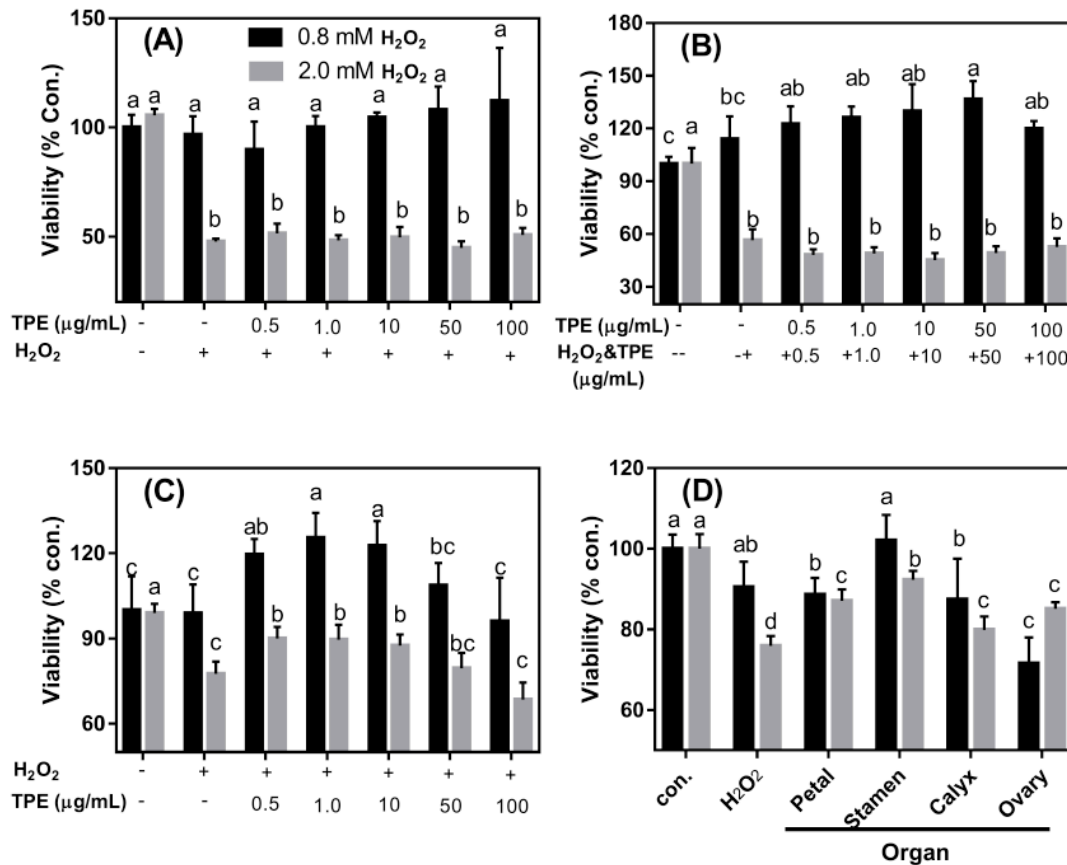 (A)
0.8 mM H₂O₂
2.0 mM H₂O₂
Viability (% Con.)
150
100
50
a a a b a b a b a b a b a b
TPE (μg/mL) - - 0.5 1.0 10 50 100
H₂O₂ - + + + + + +
(B)
Viability (% con.)
180
150
120
90
60
30
c a bc b ab b ab b ab b a b ab b
TPE (μg/mL) - - 0.5 1.0 10 50 100
H₂O₂&TPE -- -+ +0.5 +1.0 +10 +50 +100
(μg/mL)
(C)
Viability (% con.)
150
120
90
60
c a c c ab b a b a b bc bc c c
H₂O₂ - + + + + + +
TPE (μg/mL) - - 0.5 1.0 10 50 100
(D)
Viability (% con.)
120
100
80
60
a a ab d b c a b b c c c
con. H₂O₂ Petal Stamen Calyx Ovary
Organ